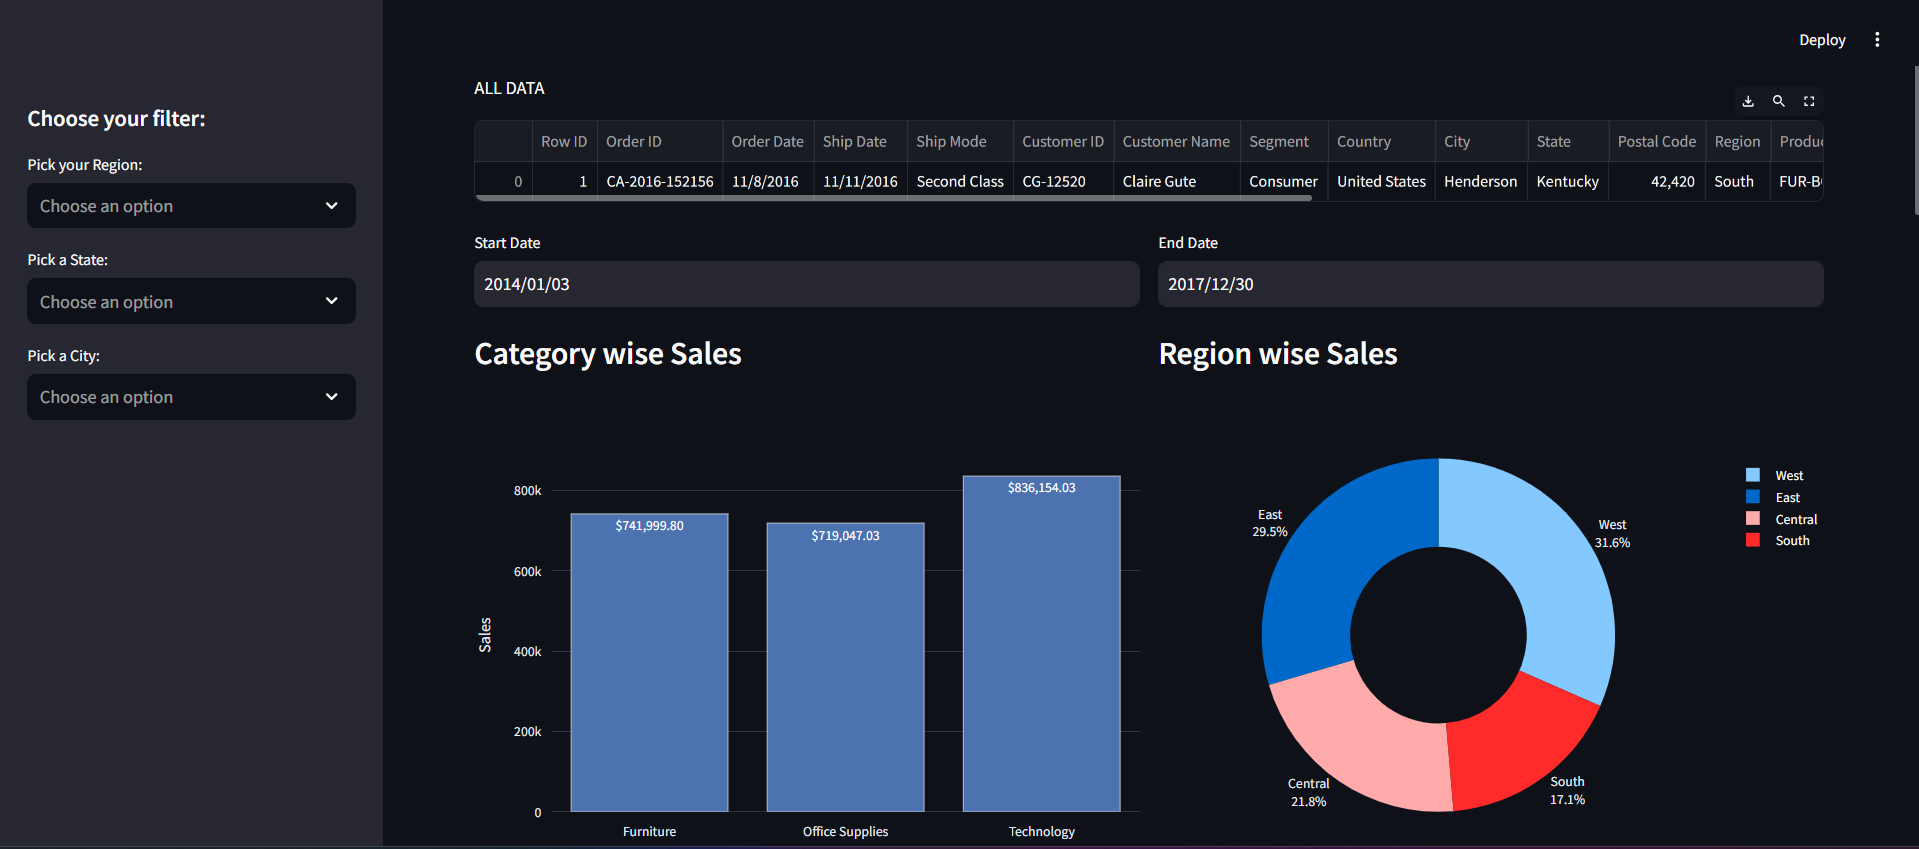 Deploy
Choose your filter:
Pick your Region:
Choose an option
Pick a State:
Choose an option
Pick a City:
Choose an option
ALL DATA
Row ID Order ID Order Date Ship Date Ship Mode Customer ID Customer Name Segment Country City State Postal Code Region Produc
0 1 CA-2016-152156 11/8/2016 11/11/2016 Second Class CG-12520 Claire Gute Consumer United States Henderson Kentucky 42,420 South FUR-B
Start Date
2014/01/03
End Date
2017/12/30
Category wise Sales
800k
600k
400k
200k
0
Sales
$741,999.80
$719,047.03
$836,154.03
Furniture
Office Supplies
Technology
Region wise Sales
East
29.5%
West
31.6%
Central
21.8%
South
17.1%
West
East
Central
South